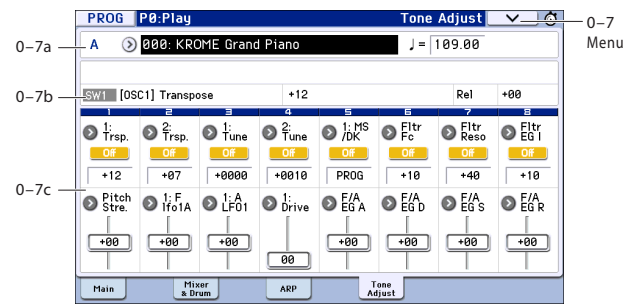 PROG P0:Play Tone Adjust
0–7
Menu
0–7a
A 000: KROME Grand Piano ♩= 109.00
0–7b
SW1 [OSC1] Transpose +12 Rel +00
1 2 3 4 5 6 7 8
1: Trsp. 2: Trsp. 1: Tune 2: Tune 1: MS /DK Fltr Fc Fltr Reso Fltr EG I
Off Off Off Off Off Off Off Off
+12 +07 +0000 +0010 PROG +10 +40 +10
0–7c
Pitch Stre. 1: F lfo1A 1: A LFO1 1: Drive F/A EG A F/A EG D F/A EG S F/A EG R
+00 +00 +00 00 +00 +00 +00 +00
Main Mixer & Drum ARP Tone Adjust